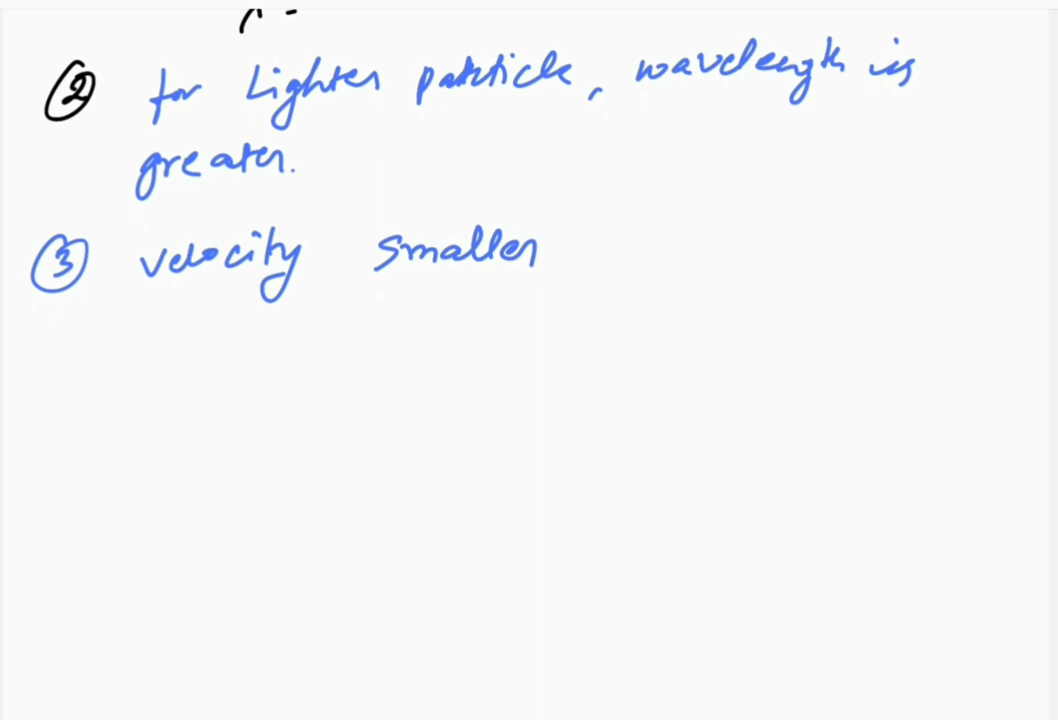 ② for Lighter particle, wavelength is
greater.
③ velocity smaller